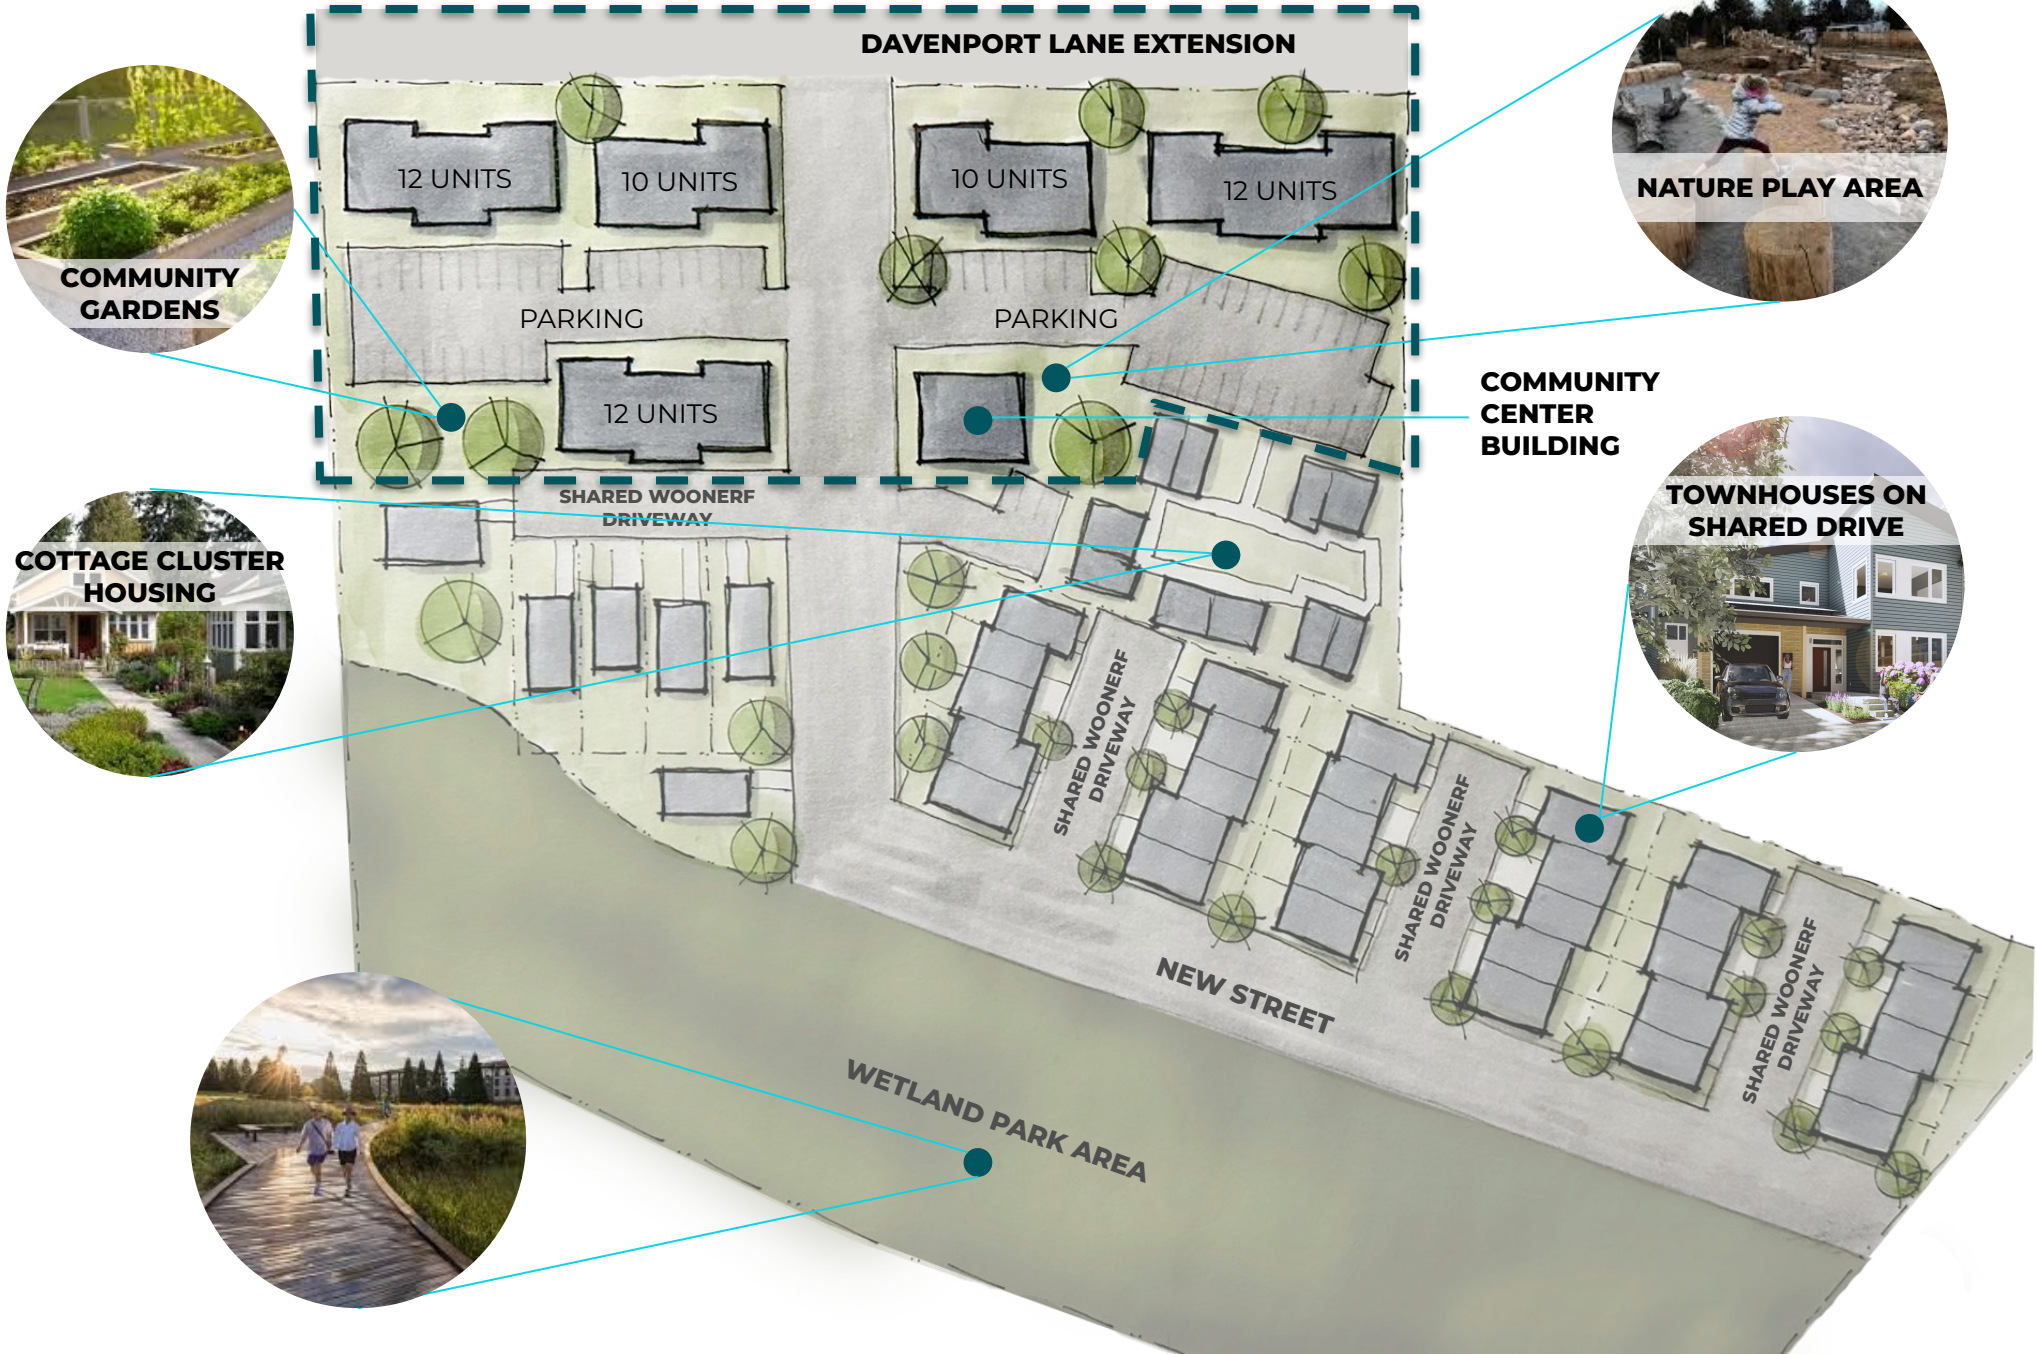 DAVENPORT LANE EXTENSION
12 UNITS
10 UNITS
10 UNITS
12 UNITS
NATURE PLAY AREA
COMMUNITY
GARDENS
PARKING
PARKING
12 UNITS
COMMUNITY
CENTER
BUILDING
SHARED WOONERF
DRIVEWAY
TOWNHOUSES ON
SHARED DRIVE
COTTAGE CLUSTER
HOUSING
SHARED WOONERF
DRIVEWAY
SHARED WOONERF
DRIVEWAY
SHARED WOONERF
DRIVEWAY
NEW STREET
WETLAND PARK AREA